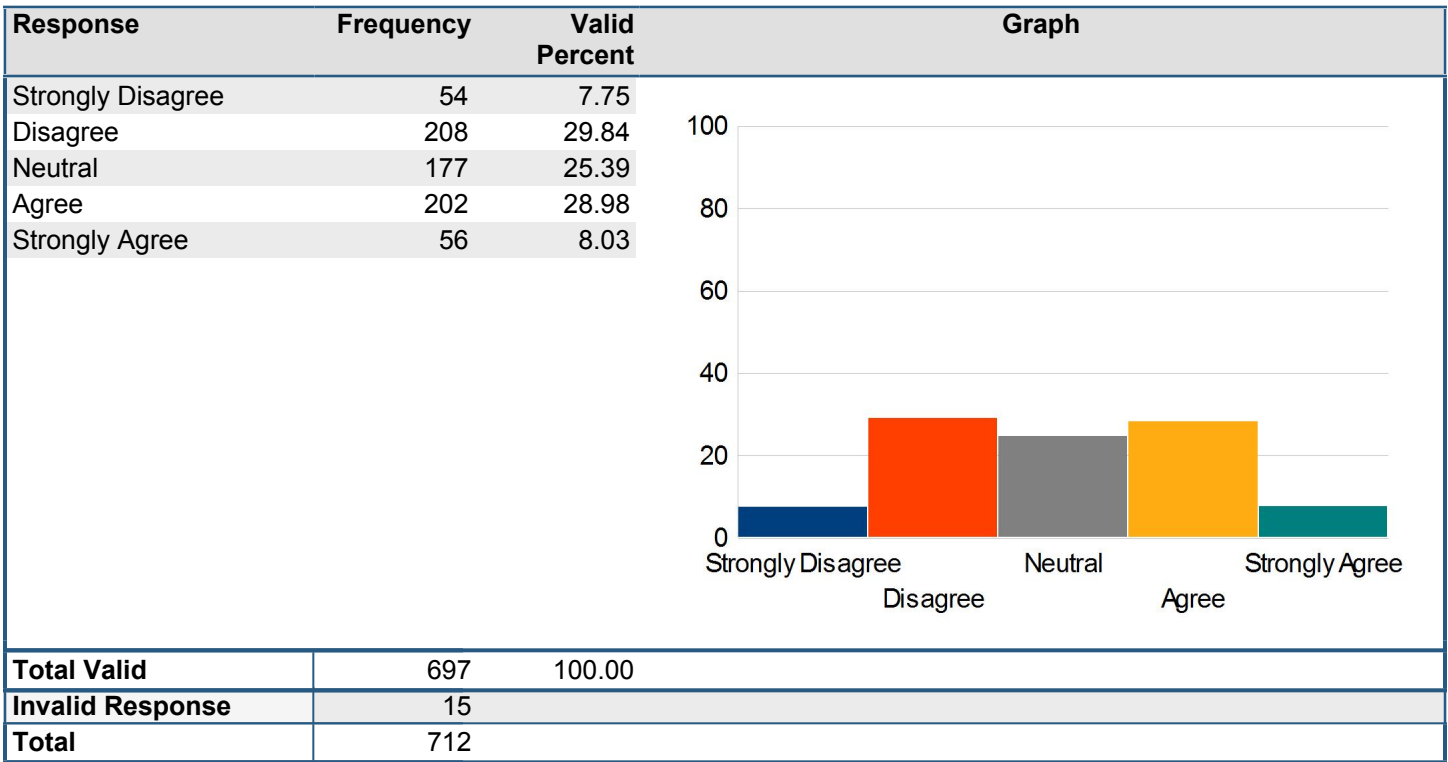 Response Frequency Valid Percent Graph
Strongly Disagree 54 7.75
Disagree 208 29.84
Neutral 177 25.39
Agree 202 28.98
Strongly Agree 56 8.03
100
80
60
40
20
0
Strongly Disagree Neutral Strongly Agree
Disagree Agree
Total Valid 697 100.00
Invalid Response 15
Total 712